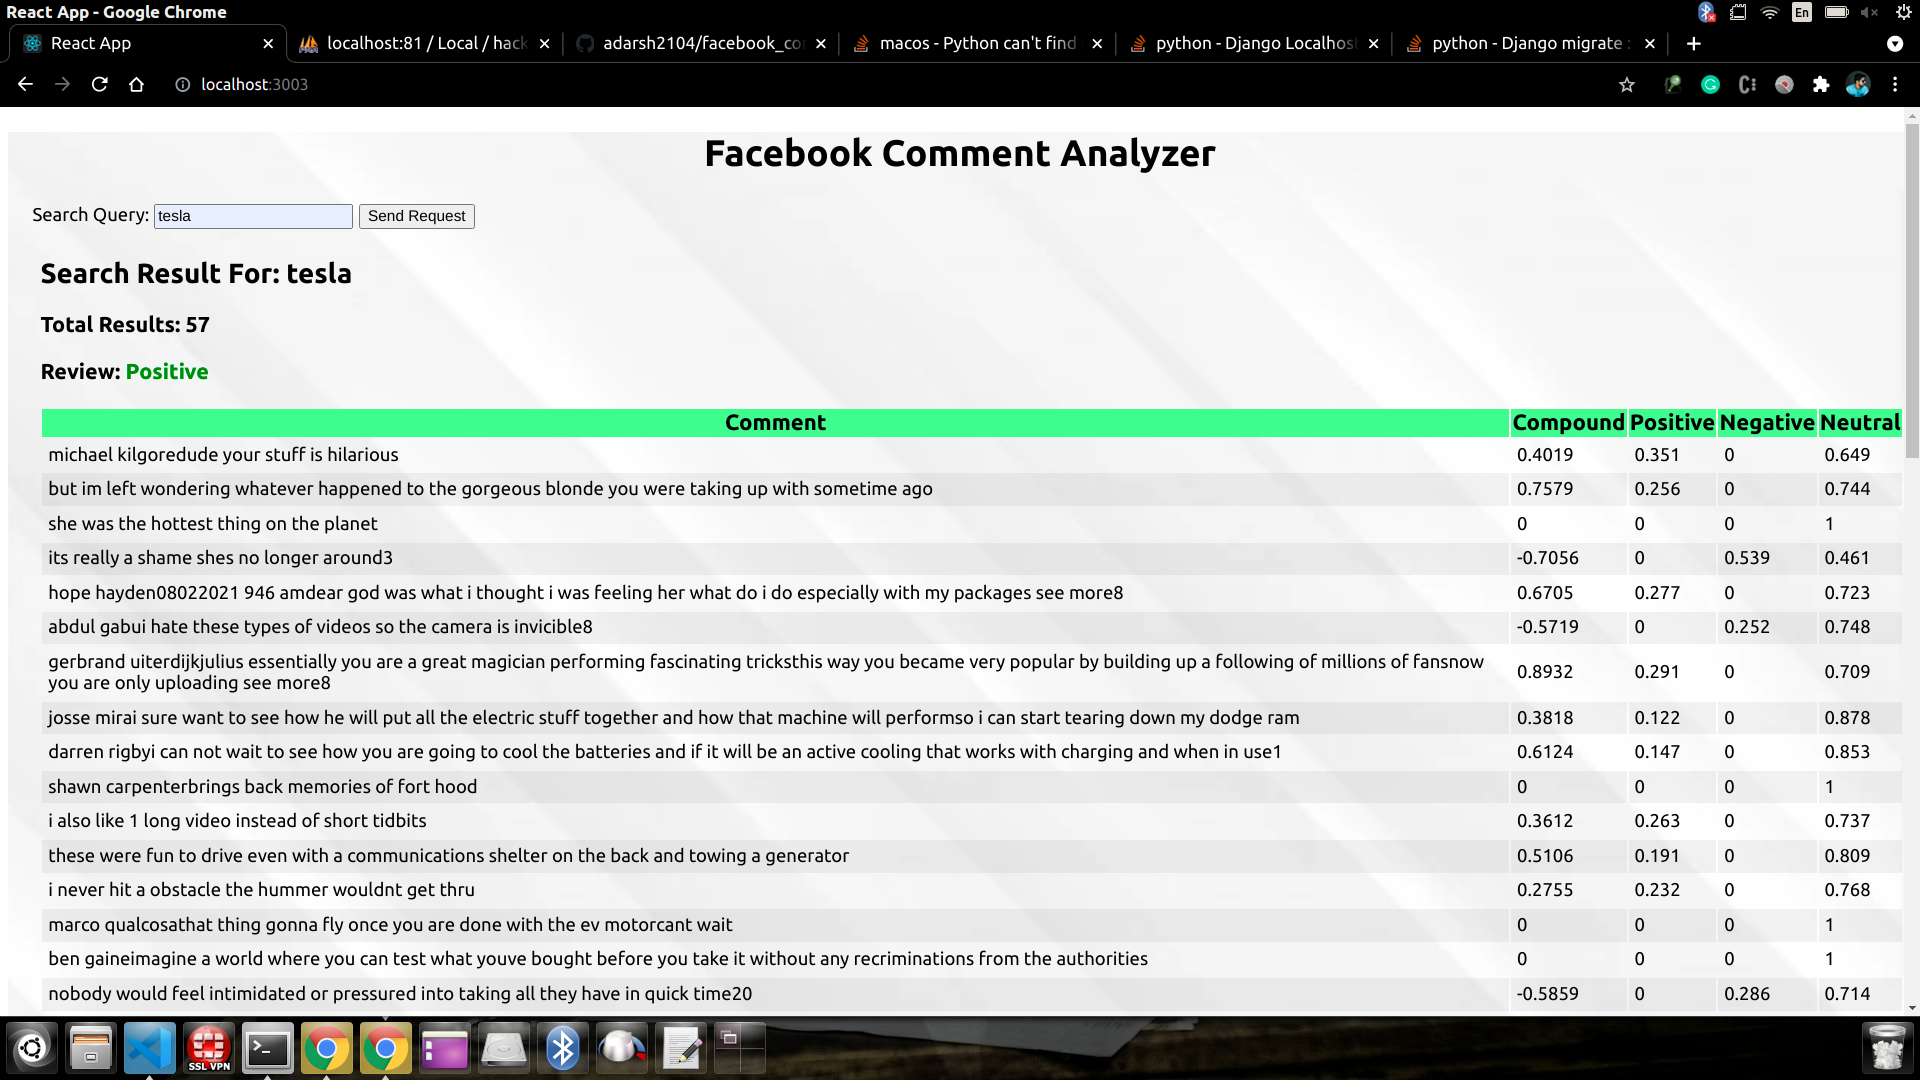 React App - Google Chrome
En
React App
localhost:81 / Local / hack
adarsh2104/facebook_co
macos - Python can't find
python - Django Localhos
python - Django migrate
localhost:3003
Facebook Comment Analyzer
Search Query: tesla Send Request
Search Result For: tesla
Total Results: 57
Review: Positive
Comment Compound Positive Negative Neutral
michael kilgoredude your stuff is hilarious 0.4019 0.351 0 0.649
but im left wondering whatever happened to the gorgeous blonde you were taking up with sometime ago 0.7579 0.256 0 0.744
she was the hottest thing on the planet 0 0 0 1
its really a shame shes no longer around3 -0.7056 0 0.539 0.461
hope hayden08022021 946 amdear god was what i thought i was feeling her what do i do especially with my packages see more8 0.6705 0.277 0 0.723
abdul gabui hate these types of videos so the camera is invicible8 -0.5719 0 0.252 0.748
gerbrand uiterdijkjulius essentially you are a great magician performing fascinating tricksthis way you became very popular by building up a following of millions of fansnow
you are only uploading see more8 0.8932 0.291 0 0.709
josse mirai sure want to see how he will put all the electric stuff together and how that machine will performso i can start tearing down my dodge ram 0.3818 0.122 0 0.878
darren rigbyi can not wait to see how you are going to cool the batteries and if it will be an active cooling that works with charging and when in use1 0.6124 0.147 0 0.853
shawn carpenterbrings back memories of fort hood 0 0 0 1
i also like 1 long video instead of short tidbits 0.3612 0.263 0 0.737
these were fun to drive even with a communications shelter on the back and towing a generator 0.5106 0.191 0 0.809
i never hit a obstacle the hummer wouldnt get thru 0.2755 0.232 0 0.768
marco qualcosathat thing gonna fly once you are done with the ev motorcant wait 0 0 0 1
ben gaineimagine a world where you can test what youve bought before you take it without any recriminations from the authorities 0 0 0 1
nobody would feel intimidated or pressured into taking all they have in quick time20 -0.5859 0 0.286 0.714
SSL VPN